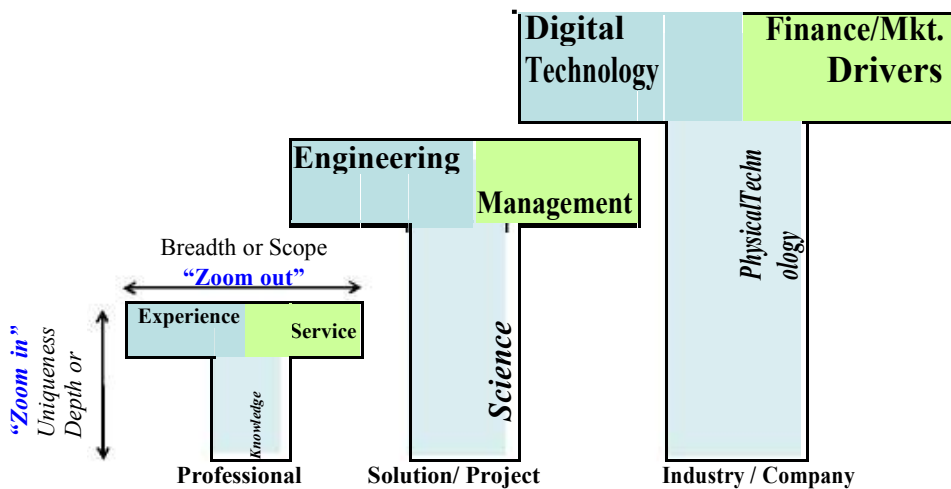 Digital
Technology
Finance/Mkt.
Drivers
PhysicalTechn
ology
Engineering
Management
Science
Breadth or Scope
“Zoom out”
Experience
Service
Knowledge
“Zoom in”
Uniqueness
Depth or
Professional
Solution/ Project
Industry / Company